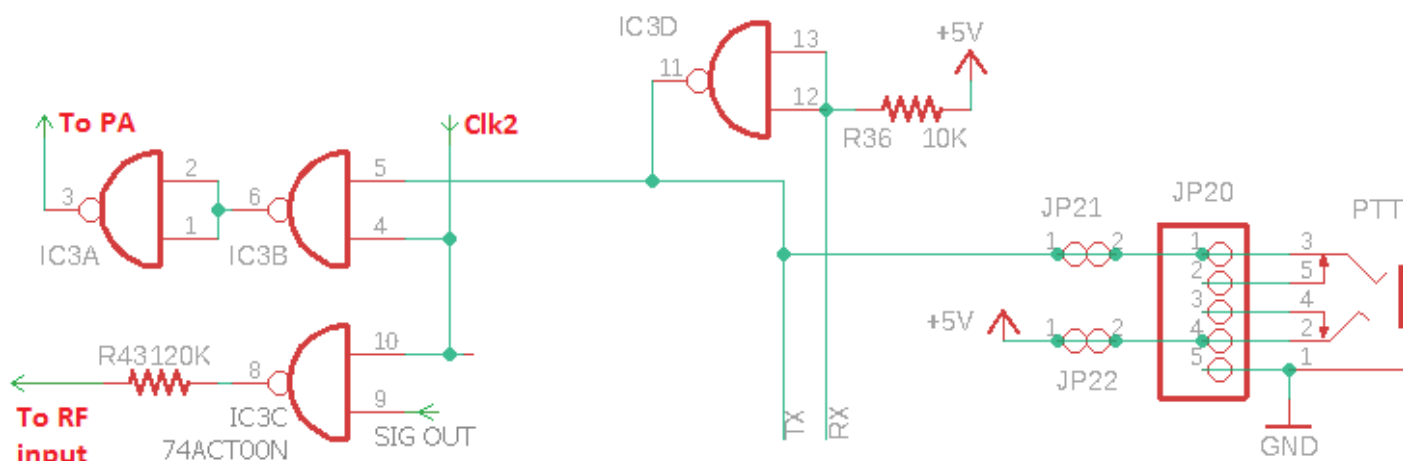 IC3D
+5V
13
11
12
R36
10K
To PA
Clk2
2
5
3
6
1
4
IC3A
IC3B
JP21
JP20
PTT
1
2
1
3
2
5
3
4
+5V
1
2
4
2
5
1
JP22
R43
120K
10
8
9
To RF
input
IC3C
SIG OUT
74ACT00N
TX
RX
GND